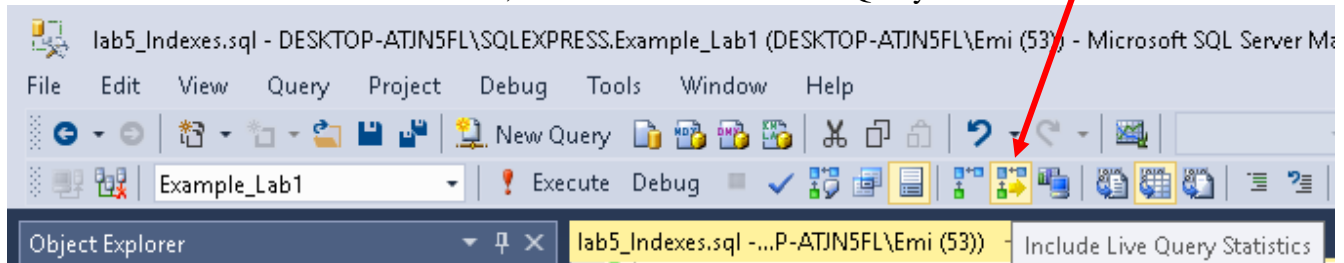 lab5_Indexes.sql - DESKTOP-ATJN5FL\SQLEXPRESS.Example_Lab1 (DESKTOP-ATJN5FL\Emi (53)) - Microsoft SQL Server Ma
File Edit View Query Project Debug Tools Window Help
New Query
Example_Lab1 Execute Debug
Object Explorer lab5_Indexes.sql -...P-ATJN5FL\Emi (53)) Include Live Query Statistics